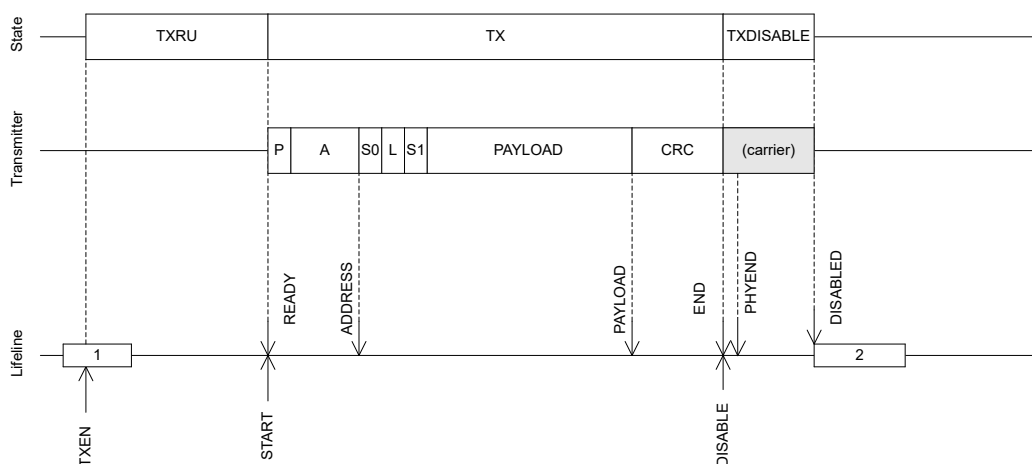 State
TXRU
TX
TXDISABLE
Transmitter
P
A
S0
L
S1
PAYLOAD
CRC
(carrier)
READY
ADDRESS
PAYLOAD
END
PHYEND
DISABLED
Lifeline
1
2
TXEN
START
DISABLE